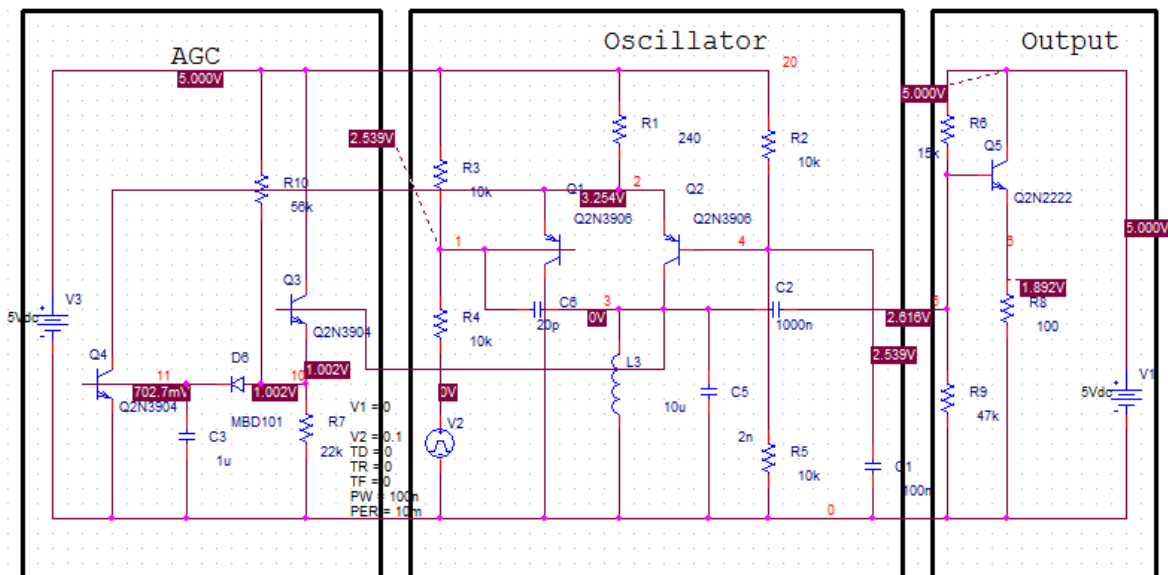 AGC
Oscillator
Output
5.000V
20
5.000V
2.539V
R1
240
R2
10k
R6
15k
R3
10k
R10
56k
Q1
2
3.254V
Q2
Q5
Q2N3906
Q2N3906
Q2N2222
1
4
6
5.000V
Q3
V3
5Vdc
Q2N3904
C6
20p
3
0V
C2
1000n
5
2.616V
1.892V
R8
100
R4
10k
Q4
D6
1.002V
L3
2.539V
V1
5Vdc
11
10
702.7mV
1.002V
Q2N3904
MBD101
0V
10u
C5
R9
47k
V1 = 0
C3
1u
R7
22k
V2
V2 = 0.1
TD = 0
TR = 0
TF = 0
PW = 100n
PER = 10m
2n
R5
10k
C1
100n
0